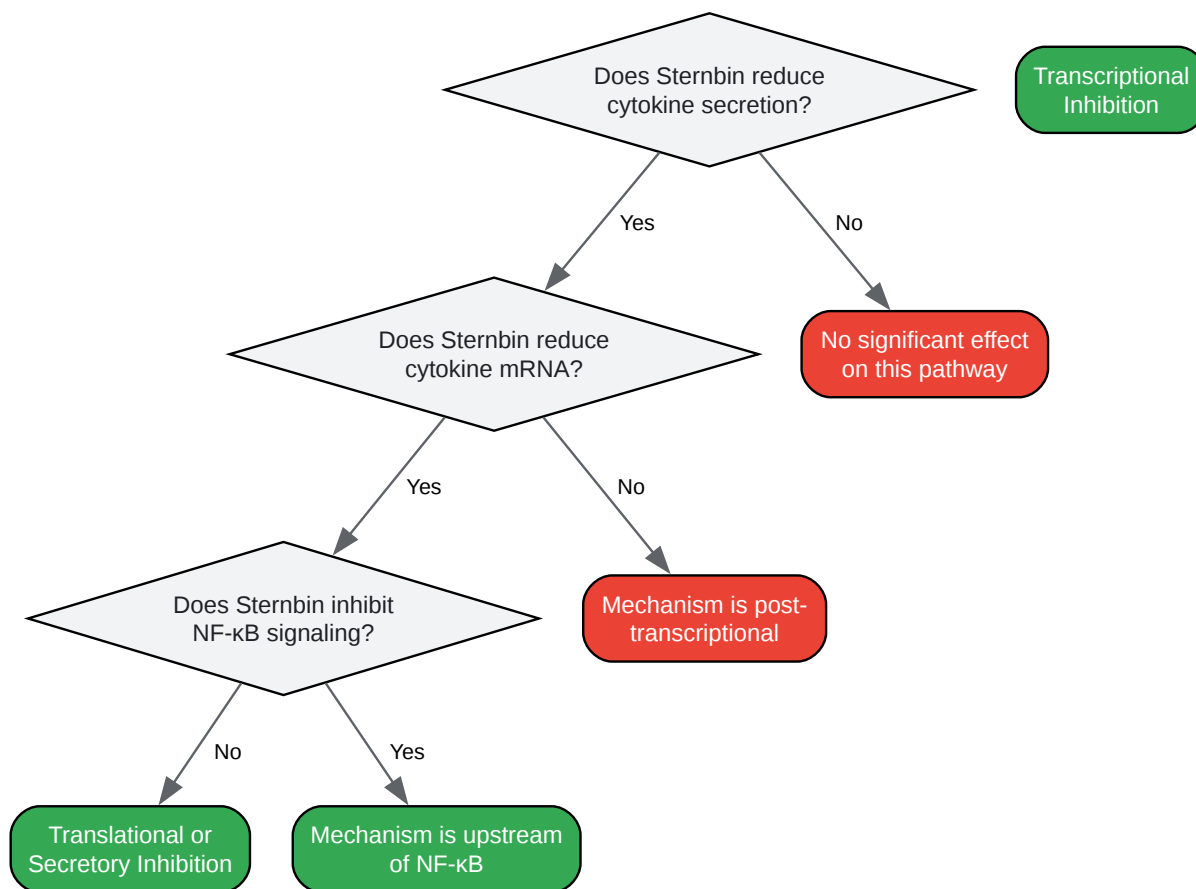 Does Sternbin reduce
cytokine secretion?
Transcriptional
Inhibition
Yes
No
Does Sternbin reduce
cytokine mRNA?
No significant effect
on this pathway
Yes
No
Does Sternbin inhibit
NF-κB signaling?
Mechanism is post-
transcriptional
No
Yes
Translational or
Secretory Inhibition
Mechanism is upstream
of NF-κB